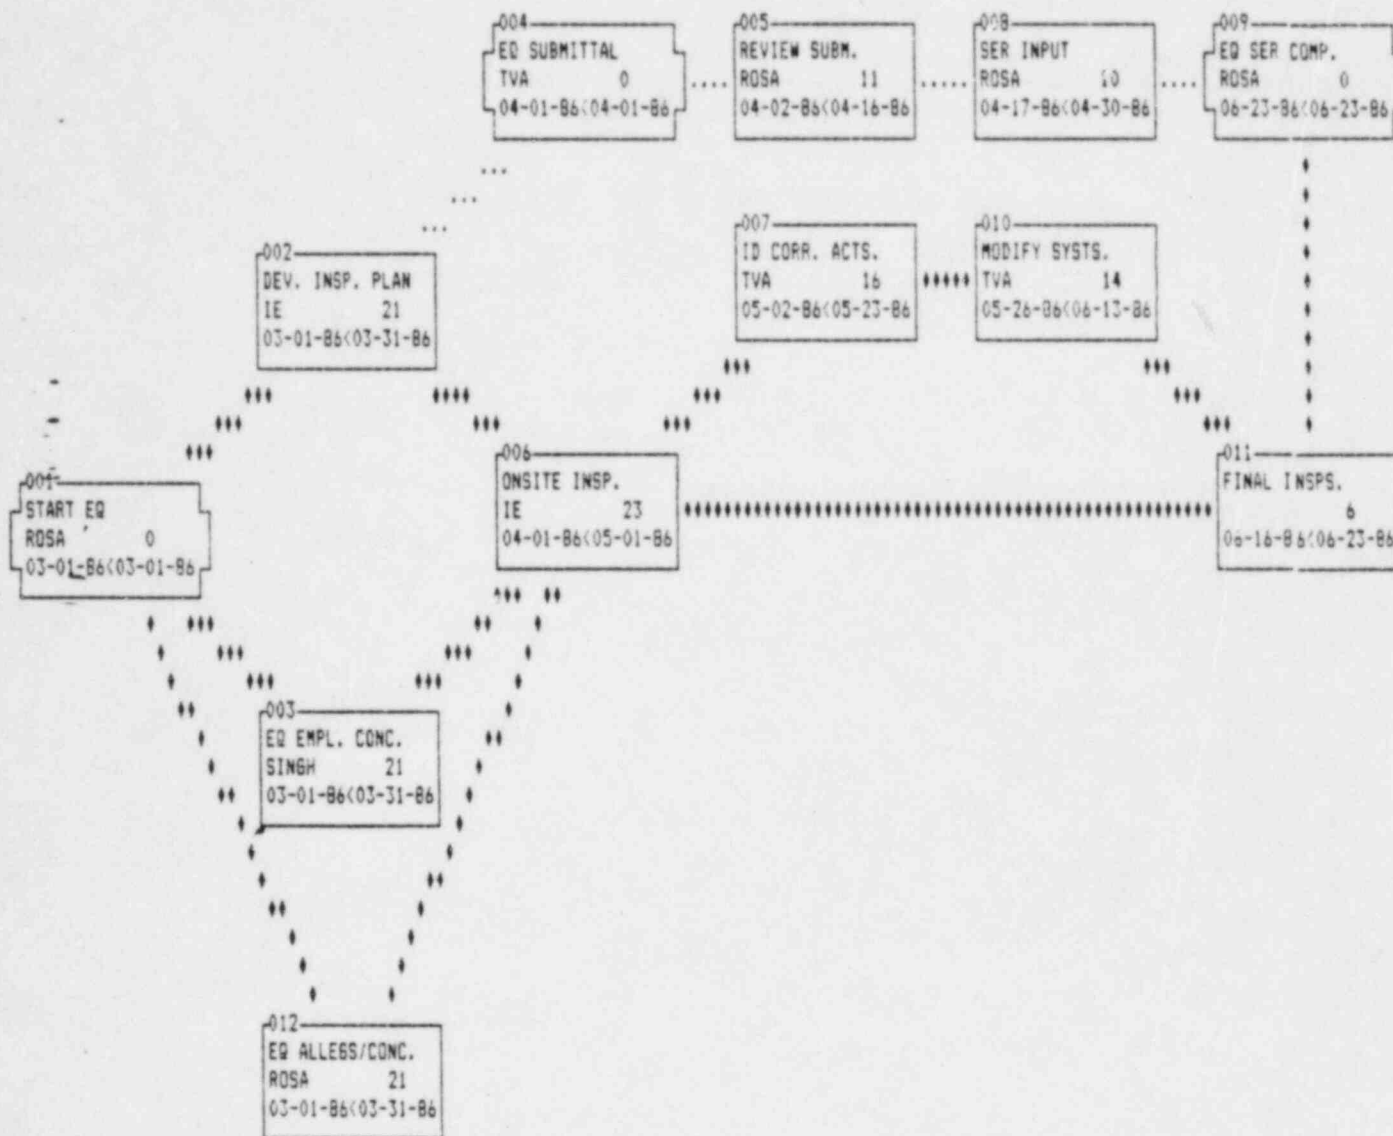 004
EQ SUBMITTAL
TVA 0
04-01-86<04-01-86
005
REVIEW SUBM.
ROSA 11
04-02-86<04-16-86
008
SER INPUT
ROSA 10
04-17-86<04-30-86
009
EQ SER COMP.
ROSA 0
06-23-86<06-23-86
002
DEV. INSP. PLAN
IE 21
03-01-86<03-31-86
007
ID CORR. ACTS.
TVA 16
05-02-86<05-23-86
010
MODIFY SYSTS.
TVA 14
05-26-86<06-13-86
001
START EQ
ROSA 0
03-01-86<03-01-86
006
ONSITE INSP.
IE 23
04-01-86<05-01-86
011
FINAL INSPS.
6
06-16-86<06-23-86
003
EQ EMPL. CONC.
SINGH 21
03-01-86<03-31-86
012
EQ ALLEGS/CONC.
ROSA 21
03-01-86<03-31-86